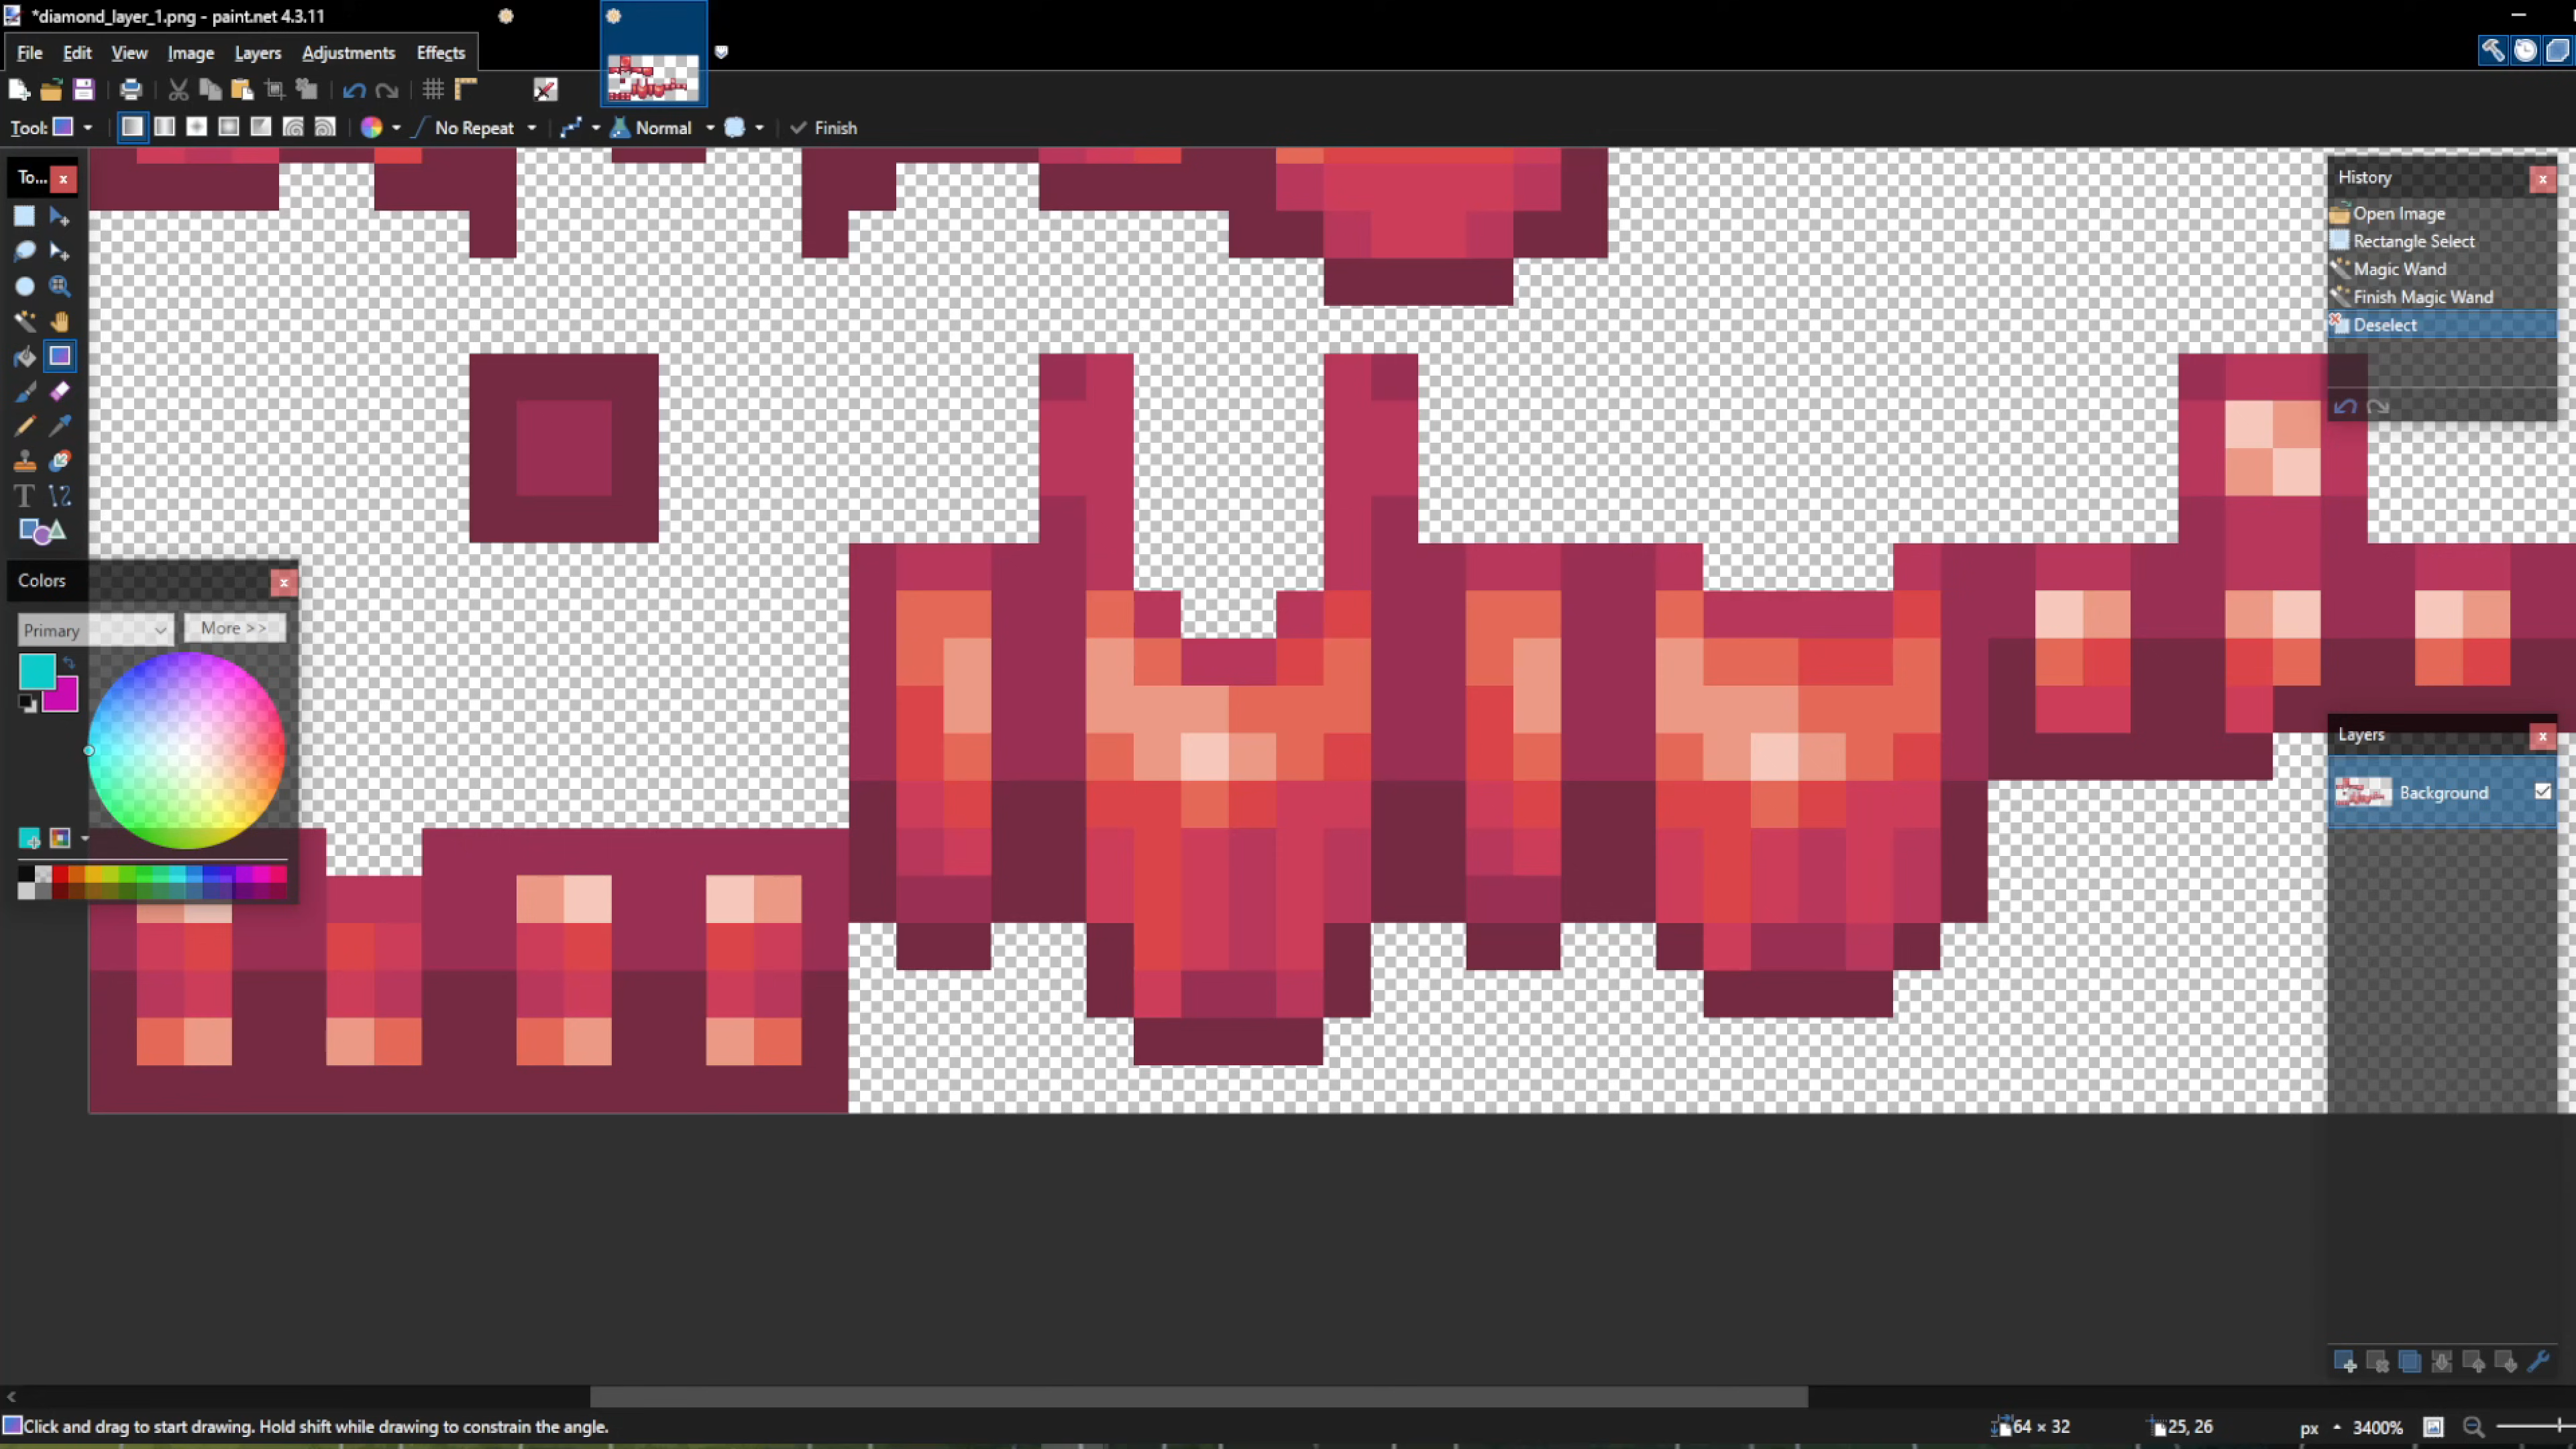 *diamond_layer_1.png - paint.net 4.3.11
File Edit View Image Layers Adjustments Effects
Tool: No Repeat Normal Finish
To...
History
Open Image
Rectangle Select
Magic Wand
Finish Magic Wand
Deselect
Colors
Primary More >>
Layers
Background
Click and drag to start drawing. Hold shift while drawing to constrain the angle. 64 × 32 25, 26 px 3400%